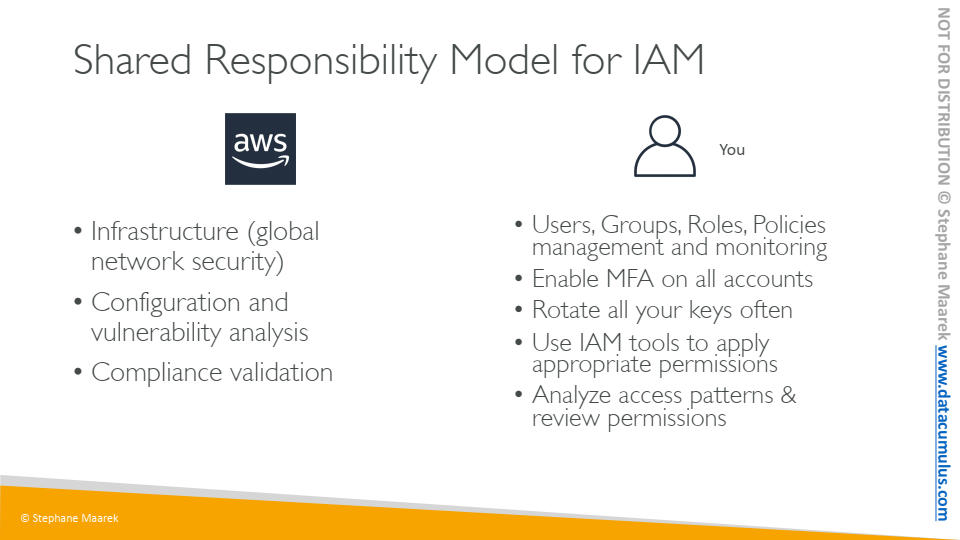 Shared Responsibility Model for IAM
aws
You
• Infrastructure (global
network security)
• Configuration and
vulnerability analysis
• Compliance validation
• Users, Groups, Roles, Policies
management and monitoring
• Enable MFA on all accounts
• Rotate all your keys often
• Use IAM tools to apply
appropriate permissions
• Analyze access patterns &
review permissions
© Stephane Maarek
NOT FOR DISTRIBUTION © Stephane Maarek www.datacumulus.com